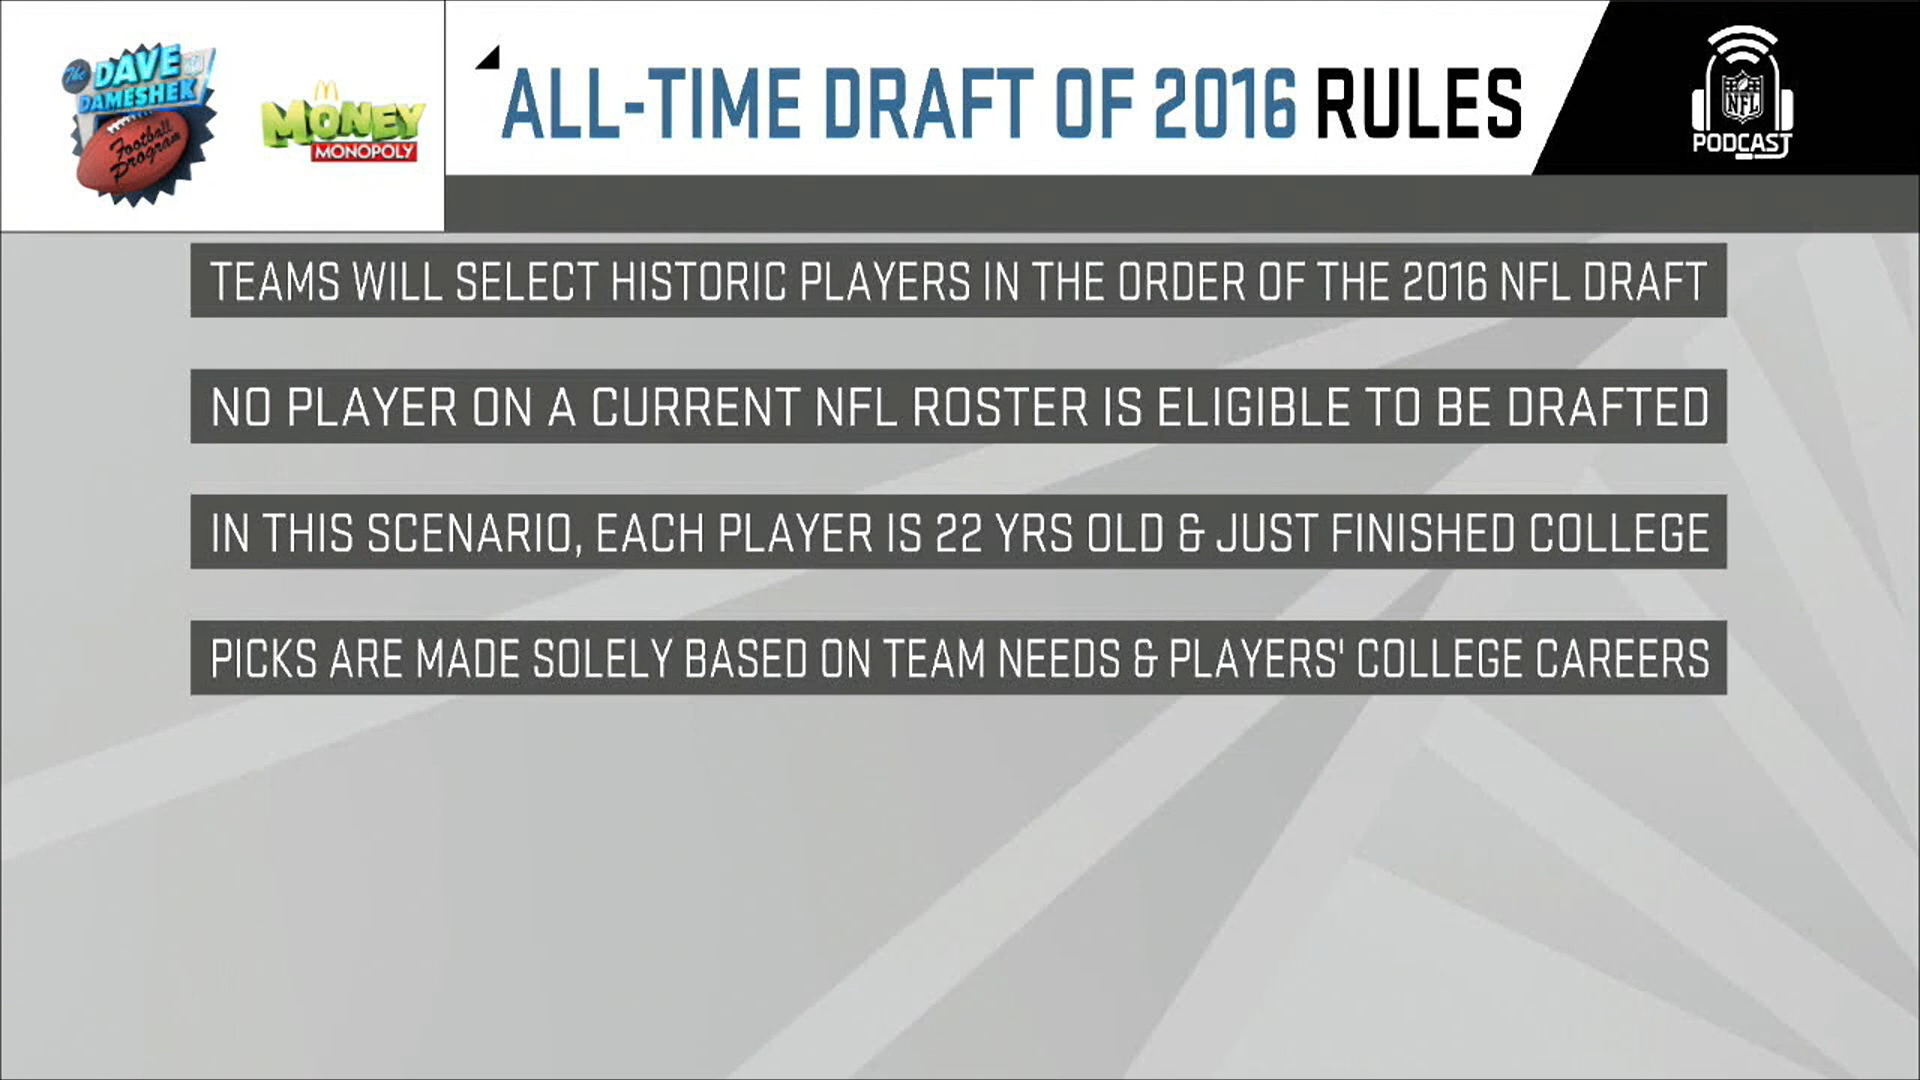 The DAVE
DAMESHEK
Football
Program
MONEY
MONOPOLY
ALL-TIME DRAFT OF 2016 RULES
NFL
PODCAST
TEAMS WILL SELECT HISTORIC PLAYERS IN THE ORDER OF THE 2016 NFL DRAFT
NO PLAYER ON A CURRENT NFL ROSTER IS ELIGIBLE TO BE DRAFTED
IN THIS SCENARIO, EACH PLAYER IS 22 YRS OLD & JUST FINISHED COLLEGE
PICKS ARE MADE SOLELY BASED ON TEAM NEEDS & PLAYERS' COLLEGE CAREERS